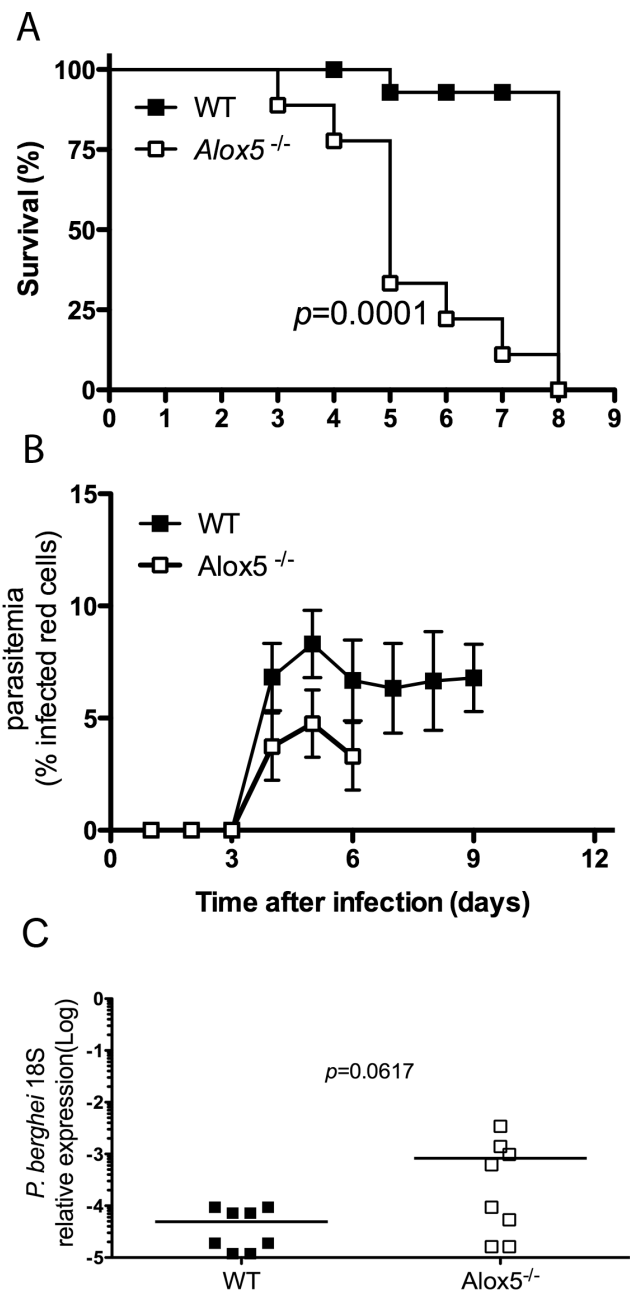 A
100
75
50
25
0
Survival (%)
WT
Alox5 -/-
p=0.0001
0 1 2 3 4 5 6 7 8 9
B
15
10
5
0
parasitemia
(% infected red cells)
WT
Alox5 -/-
0 3 6 9 12
Time after infection (days)
C
0
-1
-2
-3
-4
-5
P. berghei 18S
relative expression(Log)
p=0.0617
WT Alox5-/-